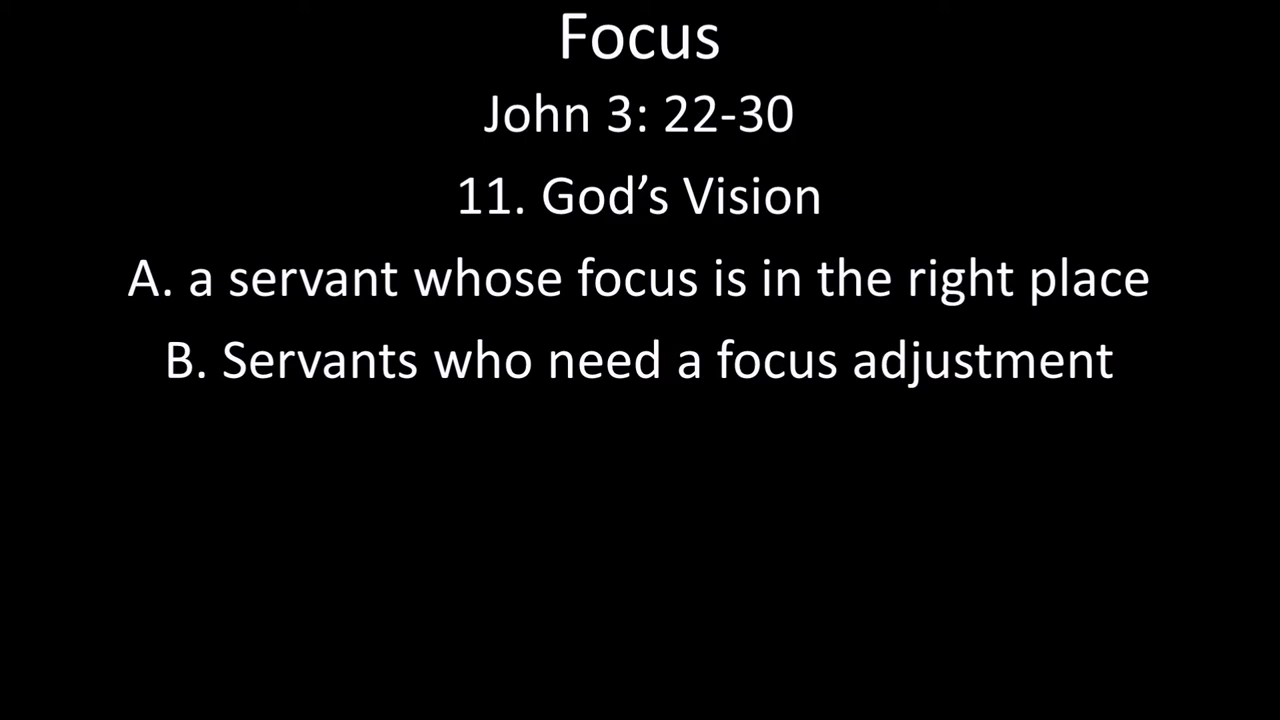 Focus
John 3: 22-30
11. God’s Vision
A. a servant whose focus is in the right place
B. Servants who need a focus adjustment